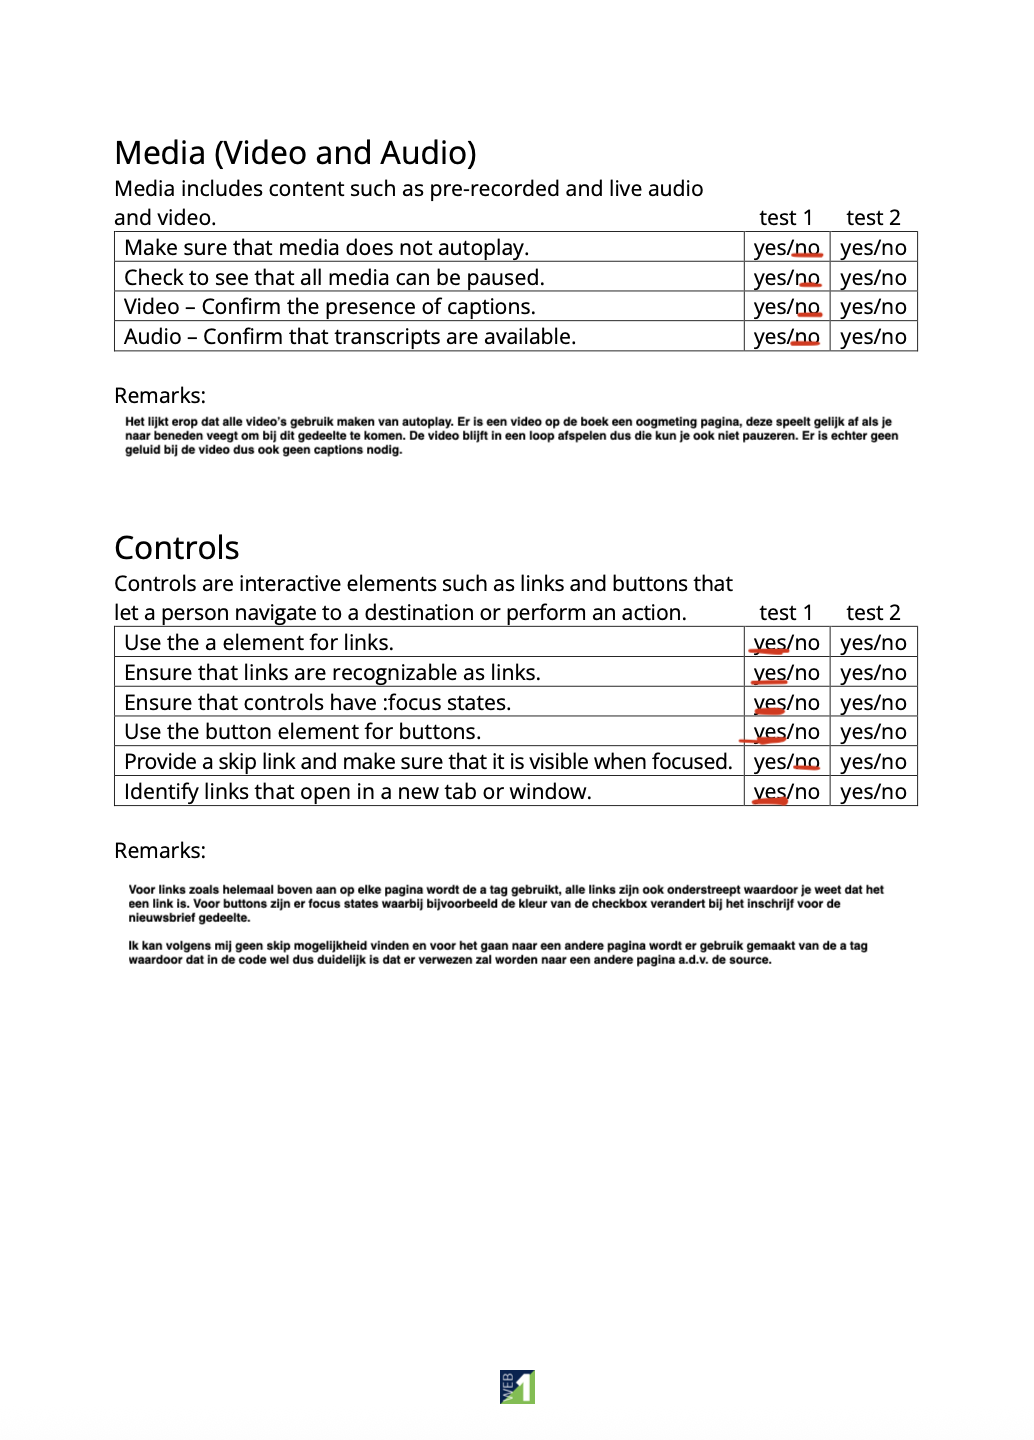 Media (Video and Audio)
Media includes content such as pre-recorded and live audio
and video. test 1 test 2
Make sure that media does not autoplay. yes/no yes/no
Check to see that all media can be paused. yes/no yes/no
Video – Confirm the presence of captions. yes/no yes/no
Audio – Confirm that transcripts are available. yes/no yes/no
Remarks:
Het lijkt erop dat alle video's gebruik maken van autoplay. Er is een video op de boek een oogmeting pagina, deze speelt gelijk af als je
naar beneden veegt om bij dit gedeelte te komen. De video blijft in een loop afspelen dus die kun je ook niet pauzeren. Er is echter geen
geluid bij de video dus ook geen captions nodig.
Controls
Controls are interactive elements such as links and buttons that
let a person navigate to a destination or perform an action. test 1 test 2
Use the a element for links. yes/no yes/no
Ensure that links are recognizable as links. yes/no yes/no
Ensure that controls have :focus states. yes/no yes/no
Use the button element for buttons. yes/no yes/no
Provide a skip link and make sure that it is visible when focused. yes/no yes/no
Identify links that open in a new tab or window. yes/no yes/no
Remarks:
Voor links zoals helemaal boven aan op elke pagina wordt de a tag gebruikt, alle links zijn ook onderstreept waardoor je weet dat het
een link is. Voor buttons zijn er focus states waarbij bijvoorbeeld de kleur van de checkbox verandert bij het inschrijf voor de
nieuwsbrief gedeelte.
Ik kan volgens mij geen skip mogelijkheid vinden en voor het gaan naar een andere pagina wordt er gebruik gemaakt van de a tag
waardoor dat in de code wel dus duidelijk is dat er verwezen zal worden naar een andere pagina a.d.v. de source.
WEB 1